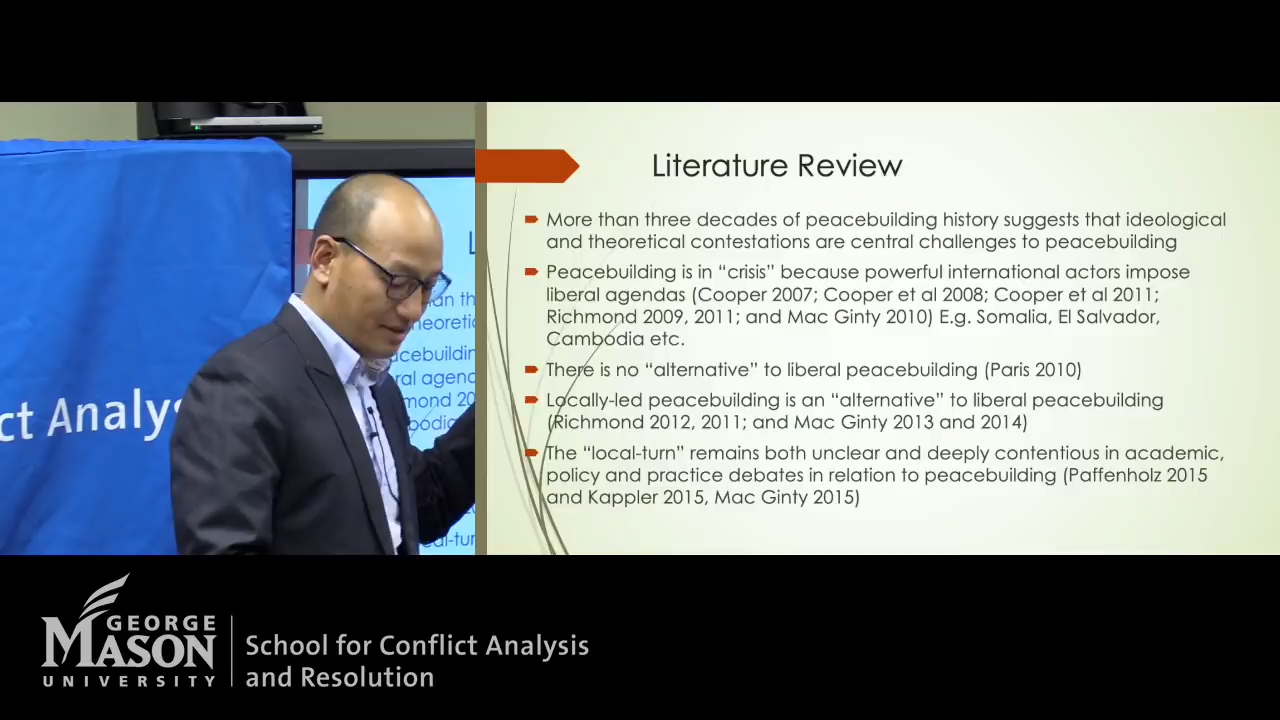 Literature Review
More than three decades of peacebuilding history suggests that ideological
and theoretical contestations are central challenges to peacebuilding
Peacebuilding is in “crisis” because powerful international actors impose
liberal agendas (Cooper 2007; Cooper et al 2008; Cooper et al 2011;
Richmond 2009, 2011; and Mac Ginty 2010) E.g. Somalia, El Salvador,
Cambodia etc.
There is no “alternative” to liberal peacebuilding (Paris 2010)
Locally-led peacebuilding is an “alternative” to liberal peacebuilding
(Richmond 2012, 2011; and Mac Ginty 2013 and 2014)
The “local-turn” remains both unclear and deeply contentious in academic,
policy and practice debates in relation to peacebuilding (Paffenholz 2015
and Kappler 2015, Mac Ginty 2015)
ct Analys
GEORGE
MASON
UNIVERSITY
School for Conflict Analysis
and Resolution